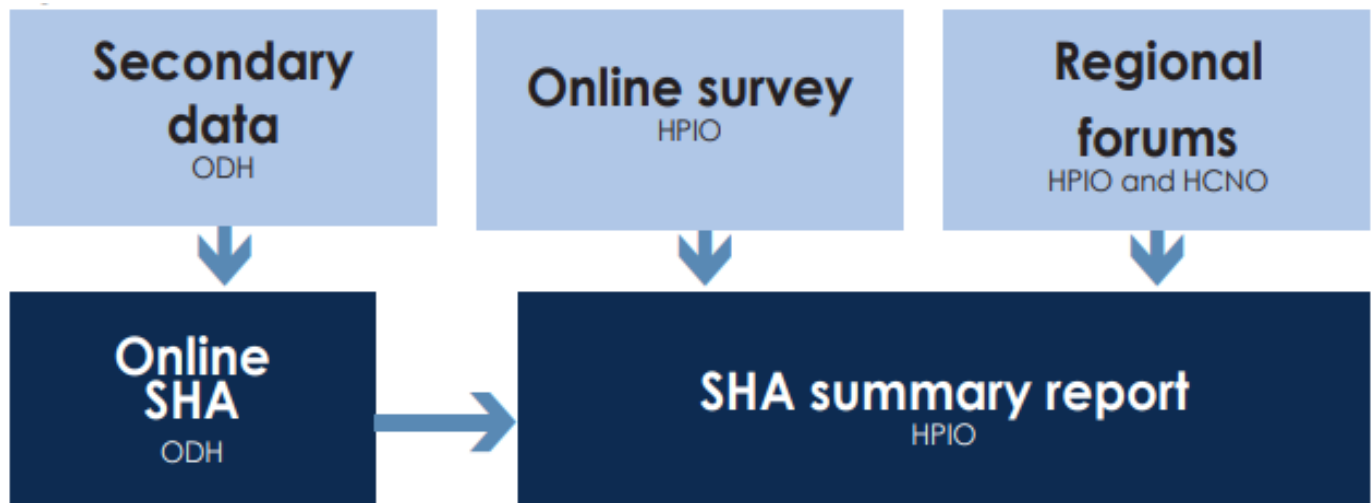 Secondary
data
ODH
Online survey
HPIO
Regional
forums
HPIO and HCNO
Online
SHA
ODH
SHA summary report
HPIO